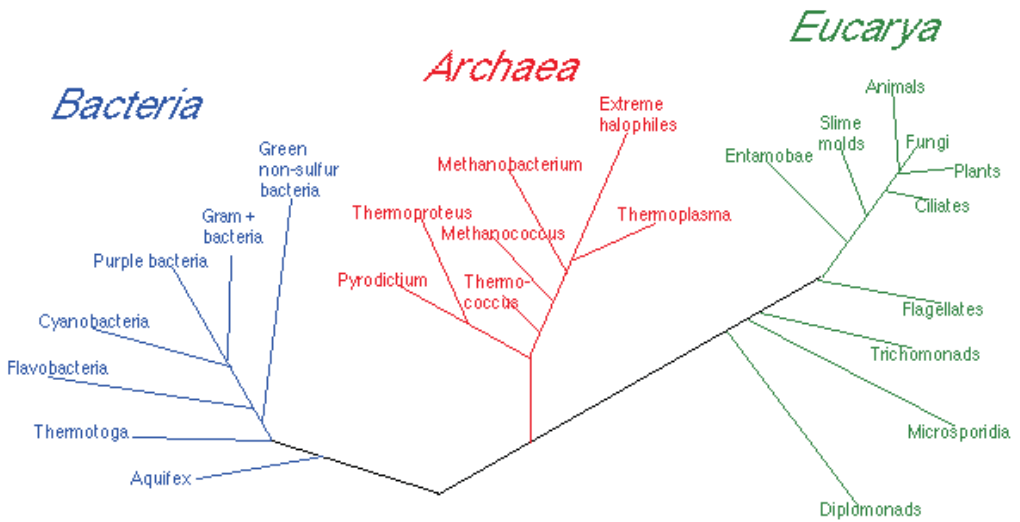 Bacteria
Green
non-sulfur
bacteria
Gram +
bacteria
Purple bacteria
Cyanobacteria
Flavobacteria
Thermotoga
Aquifex
Archaea
Extreme
halophiles
Methanobacterium
Thermoproteus
Methanococcus
Thermoplasma
Pyrodictium
Thermo-
coccus
Eucarya
Animals
Slime
molds
Entamobae
Fungi
Plants
Ciliates
Flagellates
Trichomonads
Microsporidia
Diplomonads